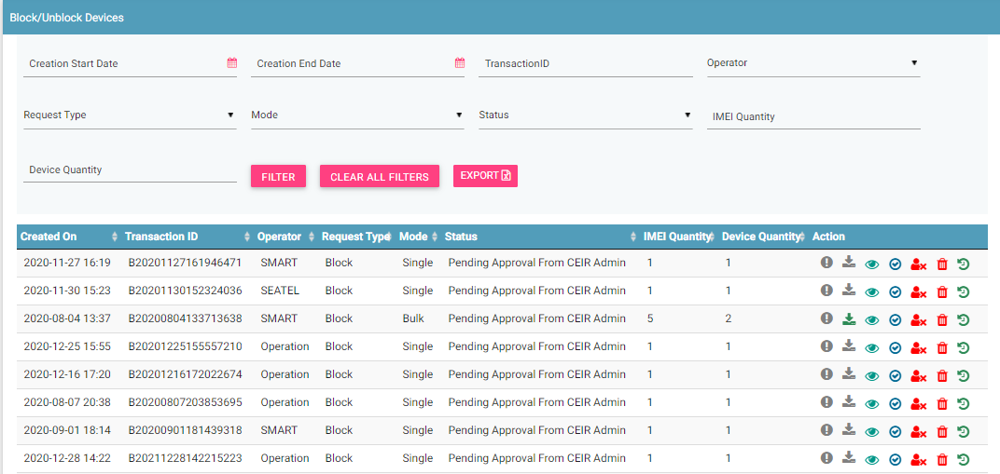 Block/Unblock Devices
Creation Start Date Creation End Date TransactionID Operator
Request Type Mode Status IMEI Quantity
Device Quantity FILTER CLEAR ALL FILTERS EXPORT
Created On Transaction ID Operator Request Type Mode Status IMEI Quantity Device Quantity Action
2020-11-27 16:19 B20201127161946471 SMART Block Single Pending Approval From CEIR Admin 1 1
2020-11-30 15:23 B20201130152324036 SEATEL Block Single Pending Approval From CEIR Admin 1 1
2020-08-04 13:37 B20200804133713638 SMART Block Bulk Pending Approval From CEIR Admin 5 2
2020-12-25 15:55 B20201225155557210 Operation Block Single Pending Approval From CEIR Admin 1 1
2020-12-16 17:20 B20201216172022674 Operation Block Single Pending Approval From CEIR Admin 1 1
2020-08-07 20:38 B20200807203853695 Operation Block Single Pending Approval From CEIR Admin 1 1
2020-09-01 18:14 B20200901181439318 SMART Block Single Pending Approval From CEIR Admin 1 1
2020-12-28 14:22 B20211228142215223 Operation Block Single Pending Approval From CEIR Admin 1 1